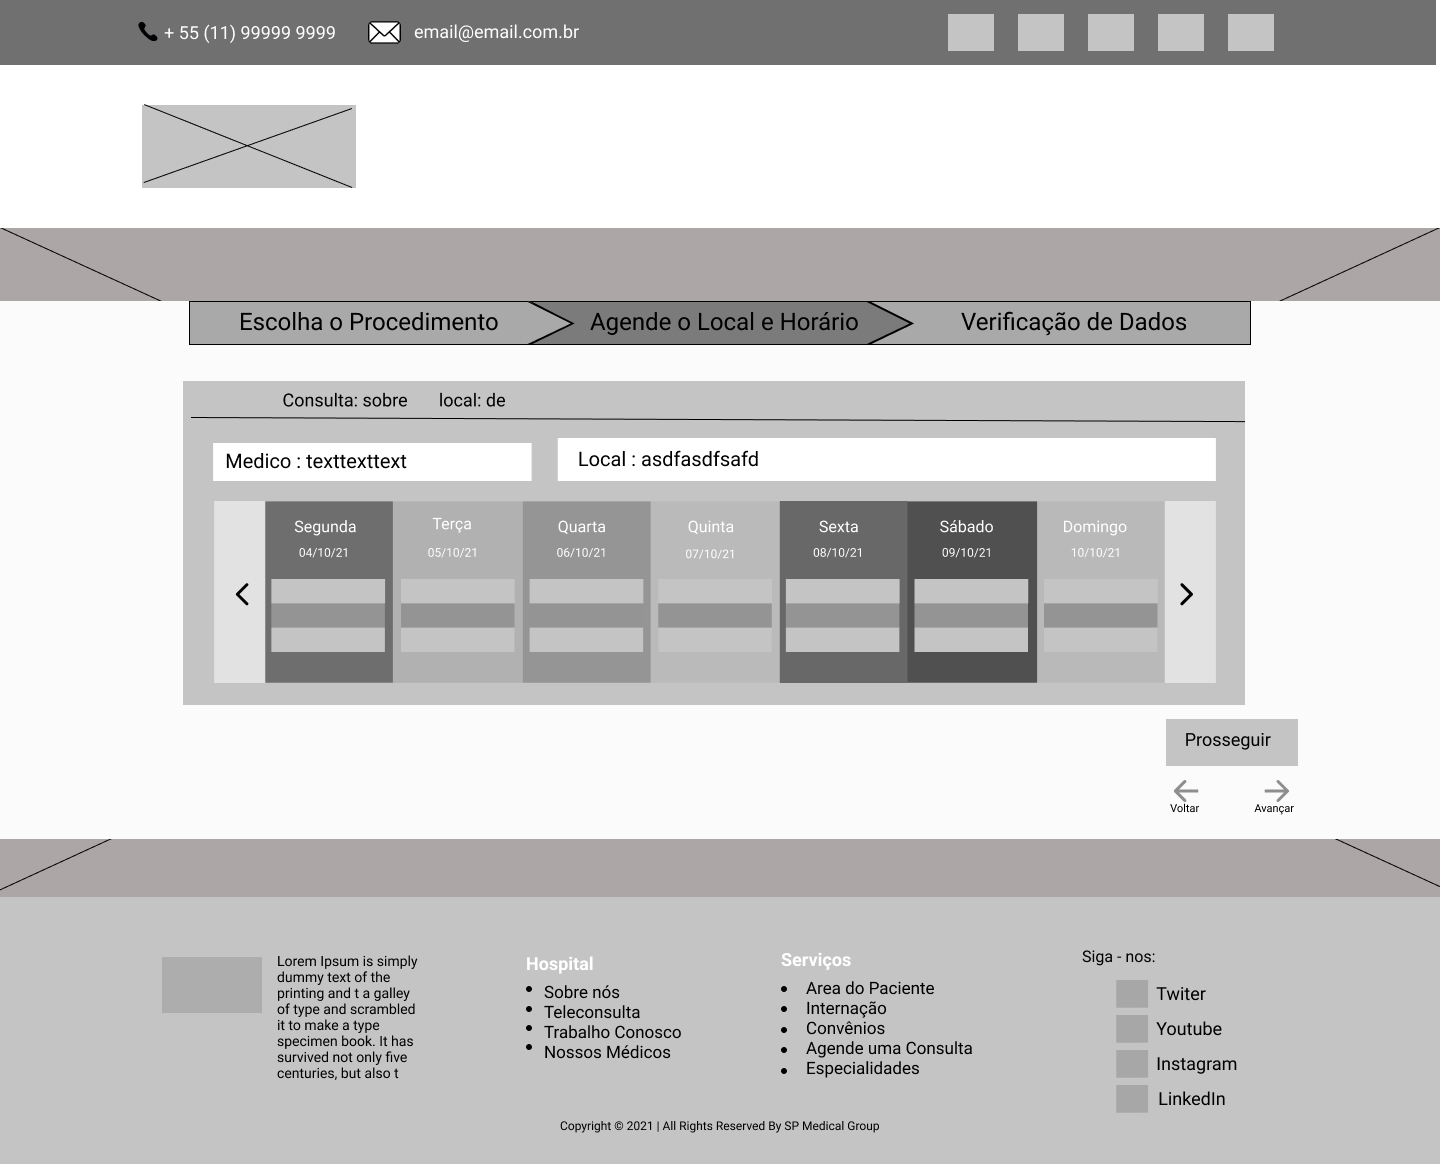 + 55 (11) 99999 9999
email@email.com.br
Escolha o Procedimento
Agende o Local e Horário
Verificação de Dados
Consulta: sobre
local: de
Medico : texttexttext
Local : asdfasdfsafd
Segunda
Terça
Quarta
Quinta
Sexta
Sábado
Domingo
04/10/21
05/10/21
06/10/21
07/10/21
08/10/21
09/10/21
10/10/21
Prosseguir
Voltar
Avançar
Lorem Ipsum is simply
dummy text of the
printing and t a galley
of type and scrambled
it to make a type
specimen book. It has
survived not only five
centuries, but also t
Hospital
Sobre nós
Teleconsulta
Trabalho Conosco
Nossos Médicos
Serviços
Area do Paciente
Internação
Convênios
Agende uma Consulta
Especialidades
Siga - nos:
Twiter
Youtube
Instagram
LinkedIn
Copyright © 2021 | All Rights Reserved By SP Medical Group